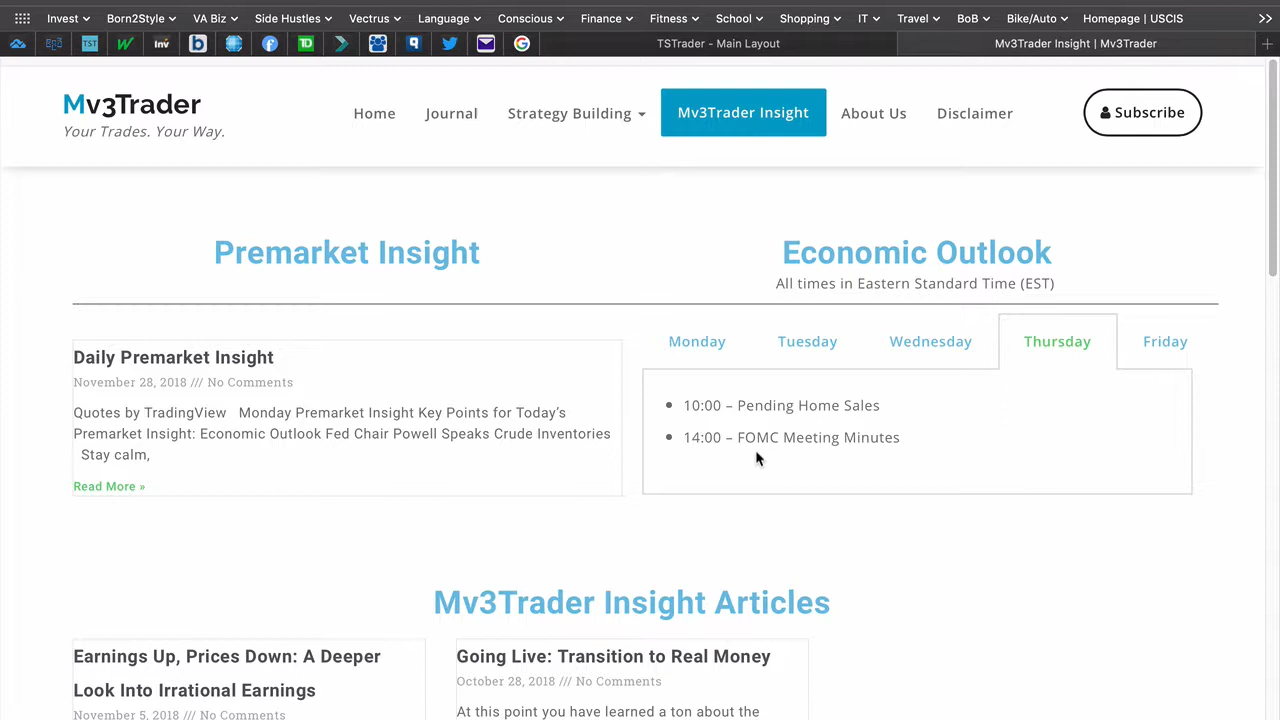 Invest Born2Style VA Biz Side Hustles Vectrus Language Conscious Finance Fitness School Shopping IT Travel BoB Bike/Auto Homepage | USCIS
TST Inv TD TSTrader - Main Layout Mv3Trader Insight | Mv3Trader
Mv3Trader
Your Trades. Your Way.
Home Journal Strategy Building Mv3Trader Insight About Us Disclaimer Subscribe
Premarket Insight
Economic Outlook
All times in Eastern Standard Time (EST)
Monday Tuesday Wednesday Thursday Friday
Daily Premarket Insight
November 28, 2018 /// No Comments
Quotes by TradingView Monday Premarket Insight Key Points for Today's
Premarket Insight: Economic Outlook Fed Chair Powell Speaks Crude Inventories
Stay calm,
Read More »
10:00 – Pending Home Sales
14:00 – FOMC Meeting Minutes
Mv3Trader Insight Articles
Earnings Up, Prices Down: A Deeper
Look Into Irrational Earnings
November 5, 2018 /// No Comments
Going Live: Transition to Real Money
October 28, 2018 /// No Comments
At this point you have learned a ton about the